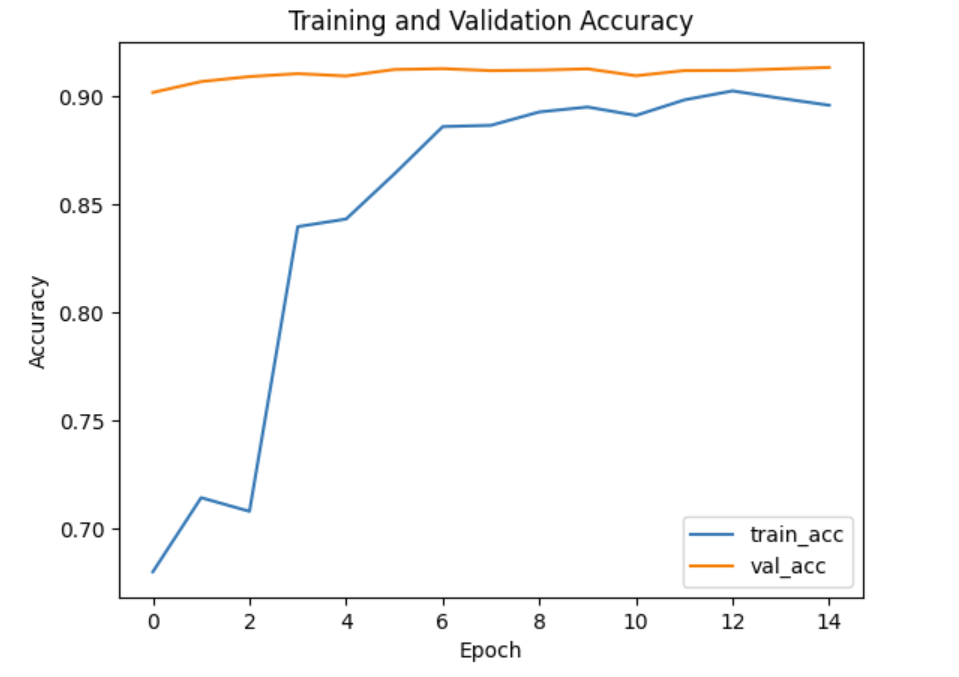 Training and Validation Accuracy
Accuracy
0.90
0.85
0.80
0.75
0.70
train_acc
val_acc
0 2 4 6 8 10 12 14
Epoch